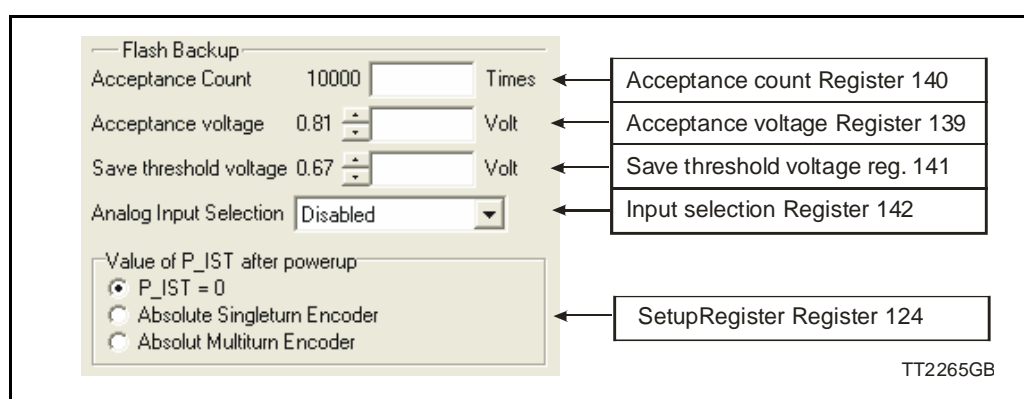 Flash Backup
Acceptance Count 10000 Times
Acceptance count Register 140
Acceptance voltage 0.81 Volt
Acceptance voltage Register 139
Save threshold voltage 0.67 Volt
Save threshold voltage reg. 141
Analog Input Selection Disabled
Input selection Register 142
Value of P_IST after powerup
P_IST = 0
Absolute Singleturn Encoder
Absolut Multiturn Encoder
SetupRegister Register 124
TT2265GB